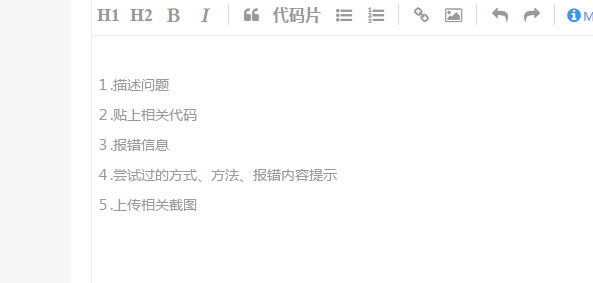 H1 H2 B I 代码片 M
1.描述问题
2.贴上相关代码
3.报错信息
4.尝试过的方式、方法、报错内容提示
5.上传相关截图